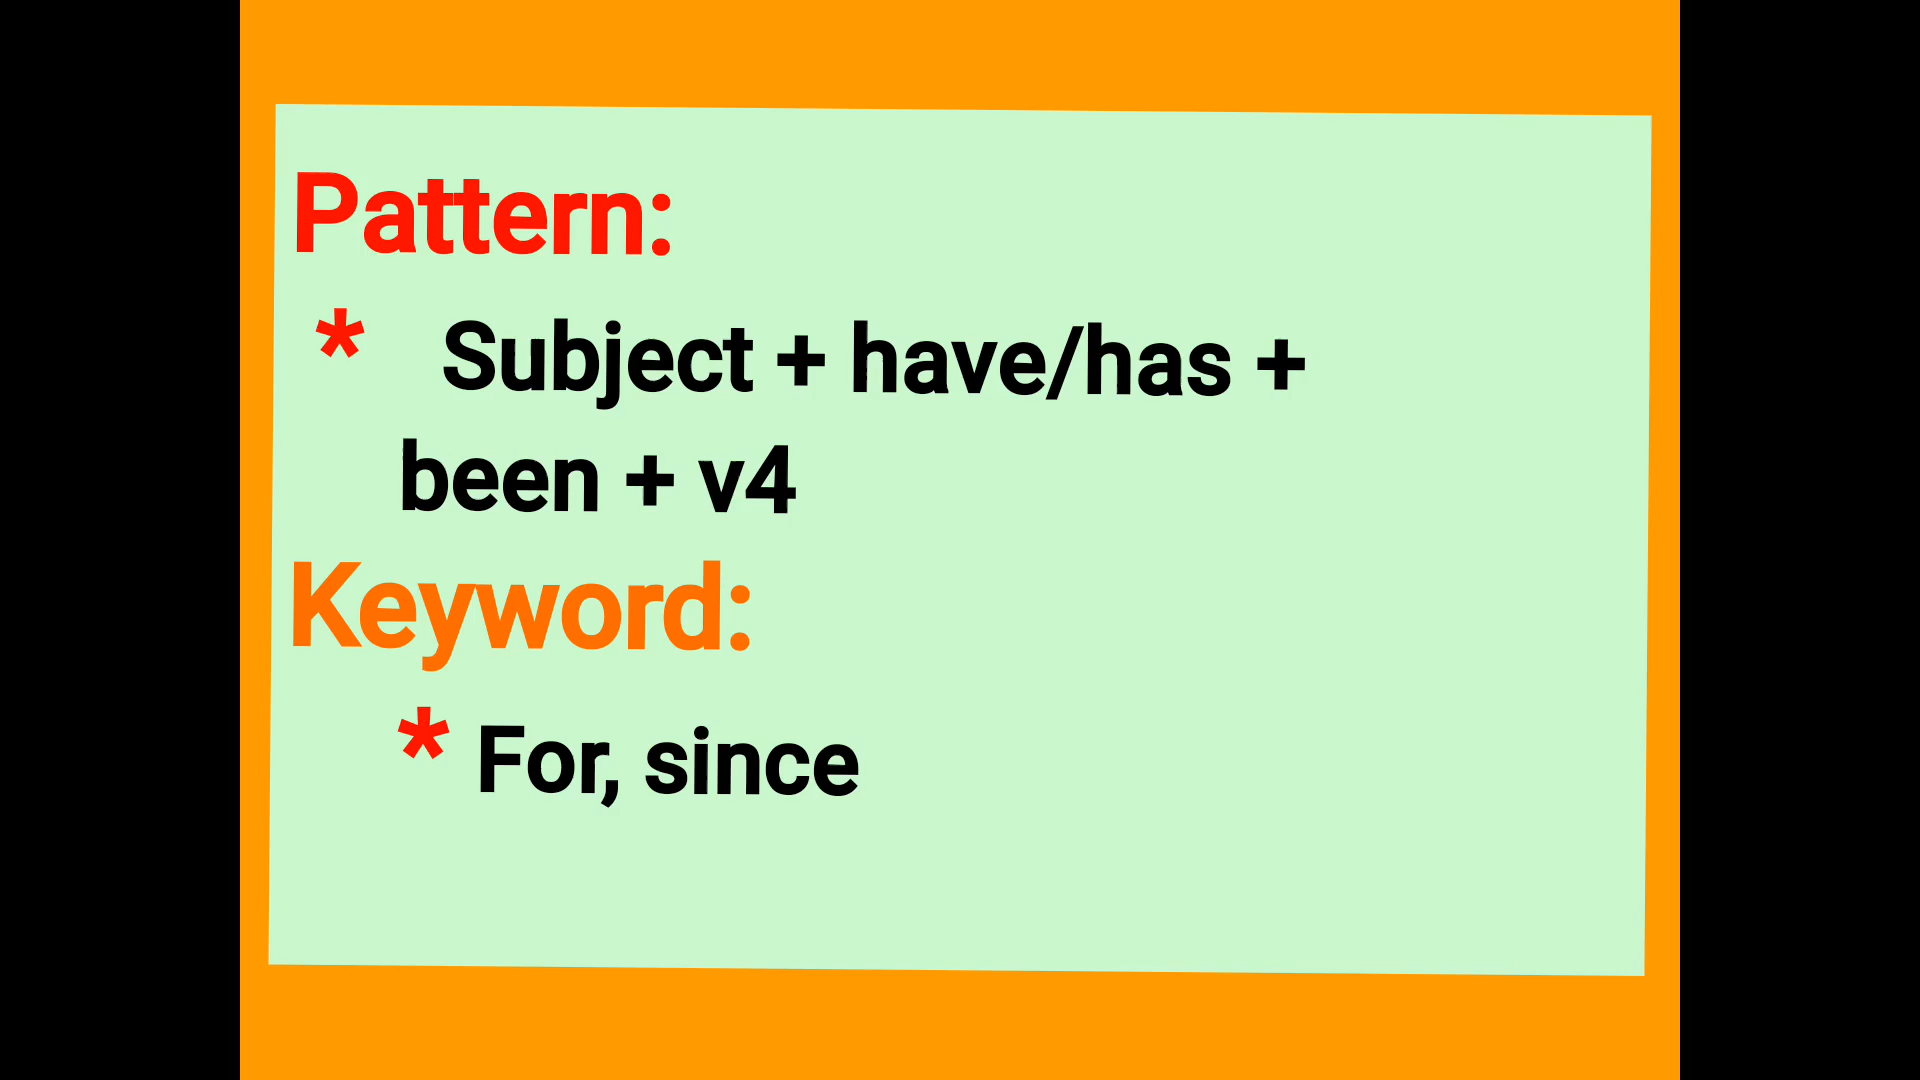 Pattern:
* Subject + have/has +
been + v4
Keyword:
* For, since